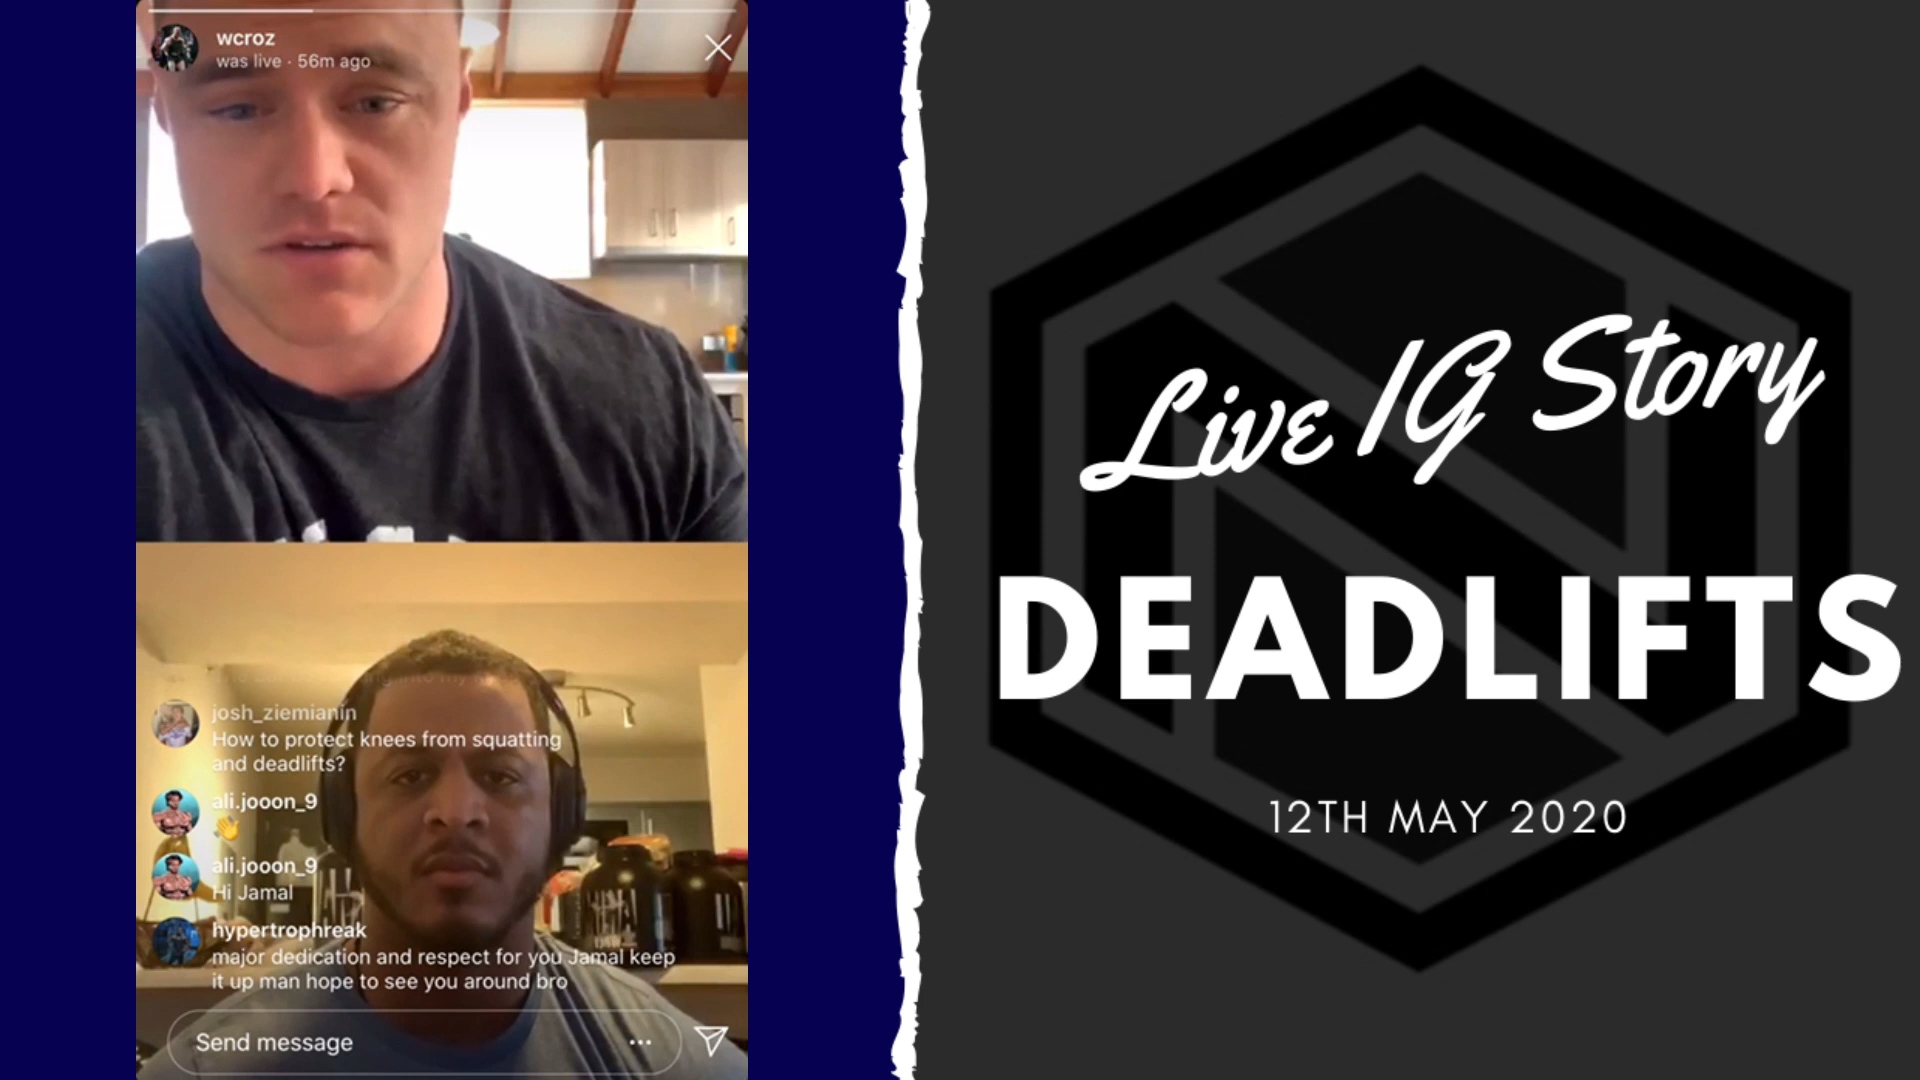 wcroz
was live · 56m ago
josh_ziemianin
How to protect knees from squatting
and deadlifts?
ali.jooon_9
👋
ali.jooon_9
Hi Jamal
hypertrophreak
major dedication and respect for you Jamal keep
it up man hope to see you around bro
Send message
Live IG Story
DEADLIFTS
12TH MAY 2020